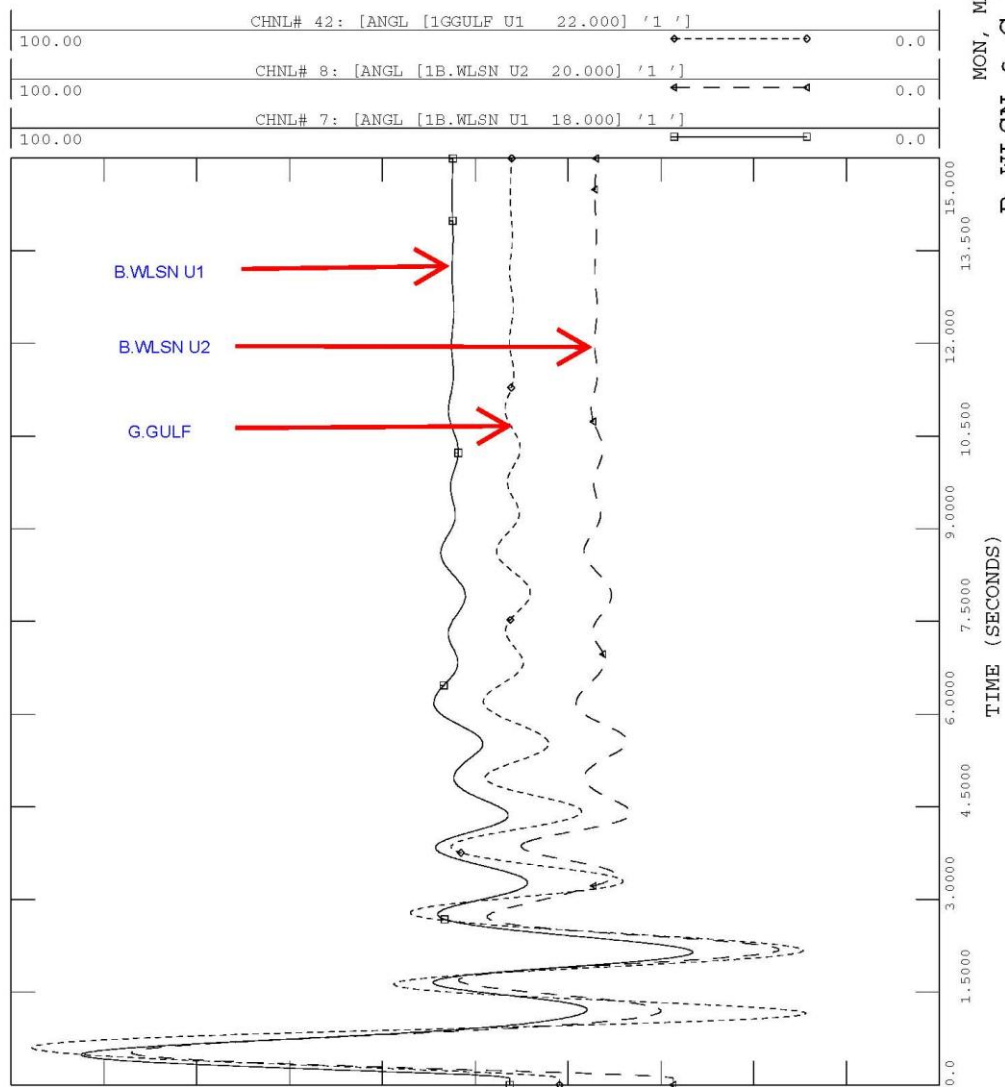 CHNL# 42: [ANGL [1GGULF U1 22.000] '1 ']
100.00 0.0
CHNL# 8: [ANGL [1B.WLSN U2 20.000] '1 ']
100.00 0.0
CHNL# 7: [ANGL [1B.WLSN U1 18.000] '1 ']
100.00 0.0
B.WLSN U1
B.WLSN U2
G.GULF
15.000
13.500
12.000
10.500
9.0000
7.5000
6.0000
4.5000
3.0000
1.5000
0.0
TIME (SECONDS)
MON,
B.WLSN &